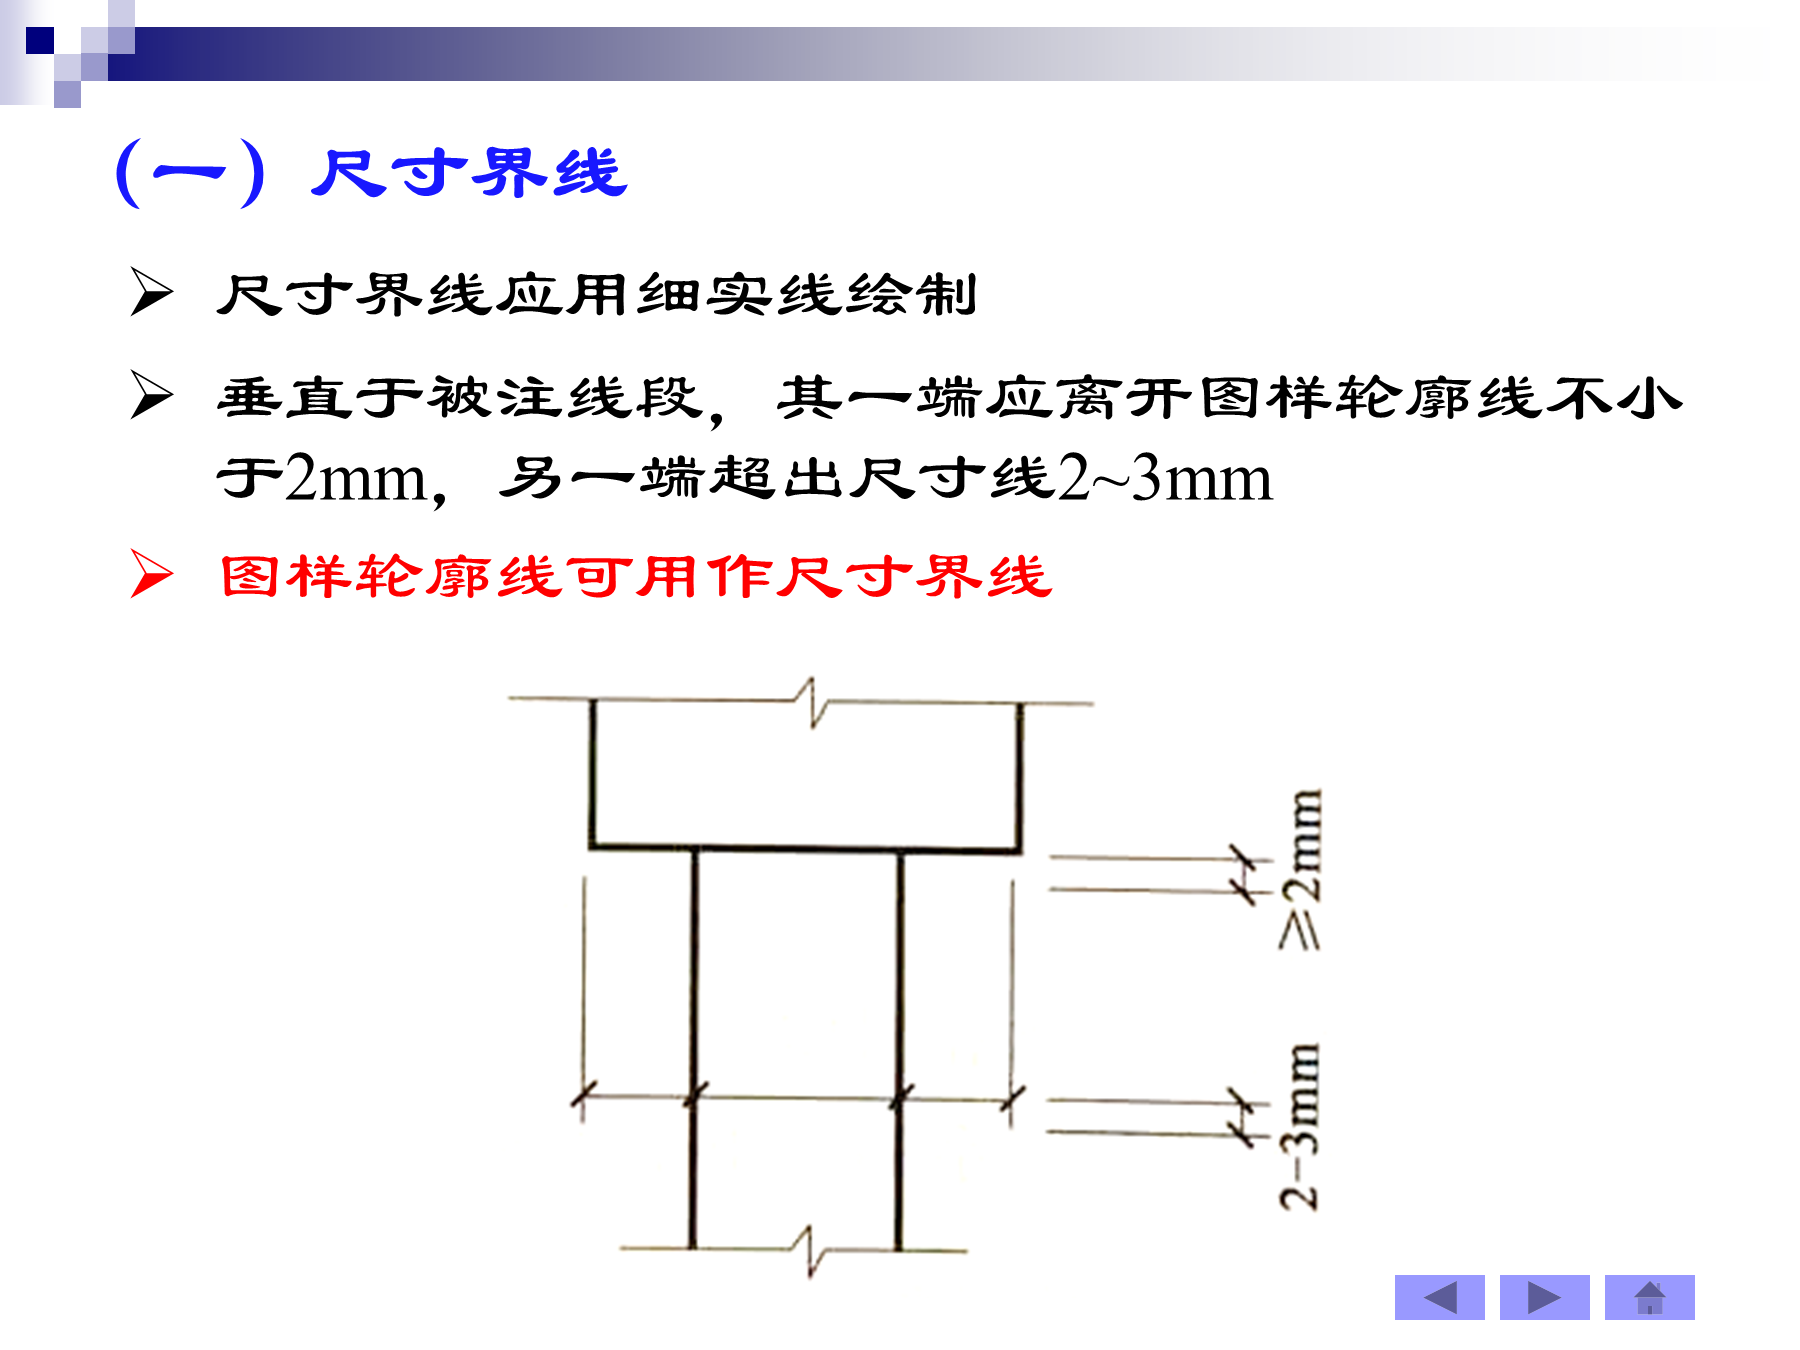 (一) 尺寸界线
尺寸界线应用细实线绘制
垂直于被注线段，其一端应离开图样轮廓线不小
于2mm，另一端超出尺寸线2~3mm
图样轮廓线可用作尺寸界线
≥2mm
2-3mm